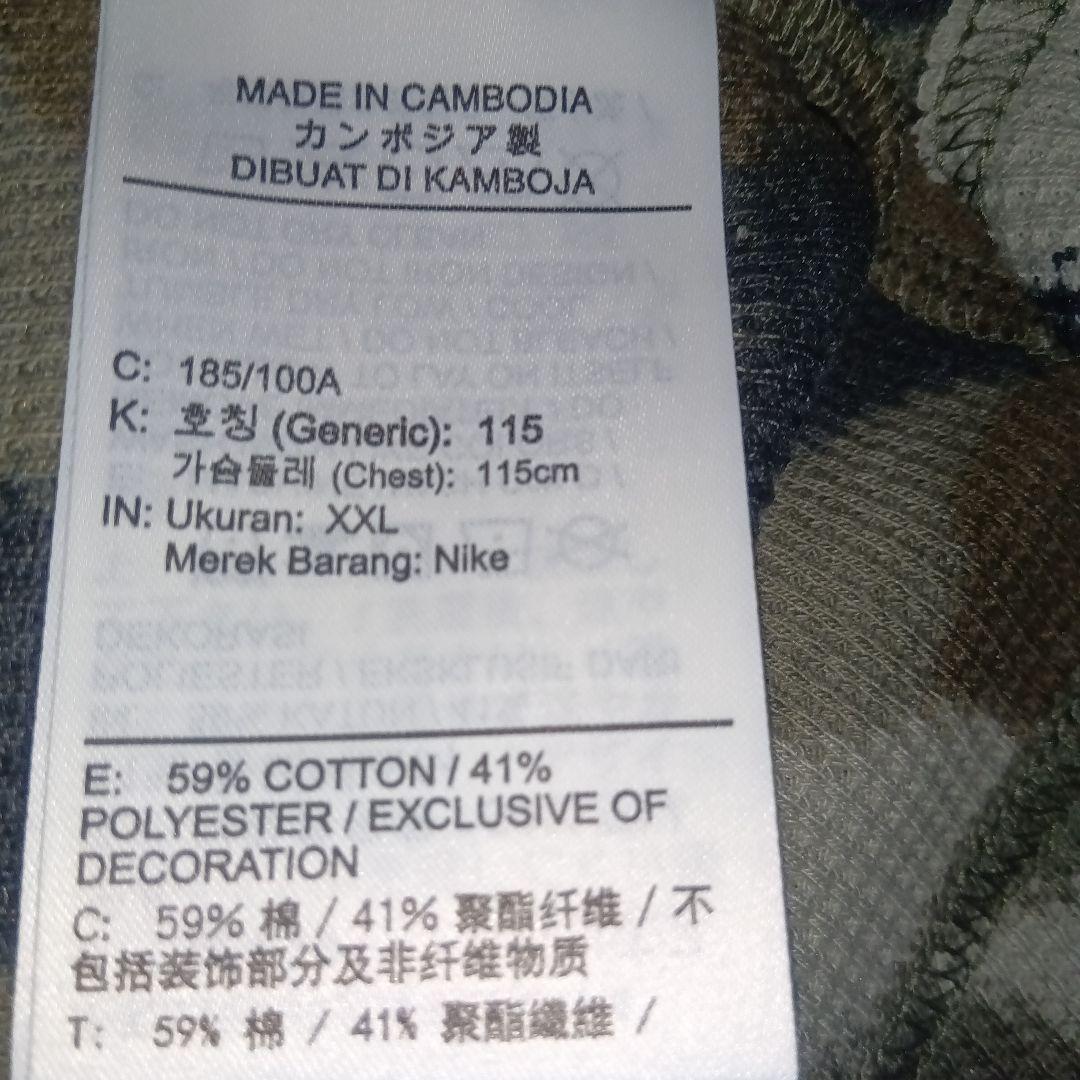 MADE IN CAMBODIA
カンボジア製
DIBUAT DI KAMBOJA
C: 185/100A
K: 호칭 (Generic): 115
가슴둘레 (Chest): 115cm
IN: Ukuran: XXL
Merek Barang: Nike
E: 59% COTTON / 41%
POLYESTER / EXCLUSIVE OF
DECORATION
C: 59% 棉 / 41% 聚酯纤维 / 不
包括装饰部分及非纤维物质
T: 59% 棉 / 41% 聚酯纖維 /